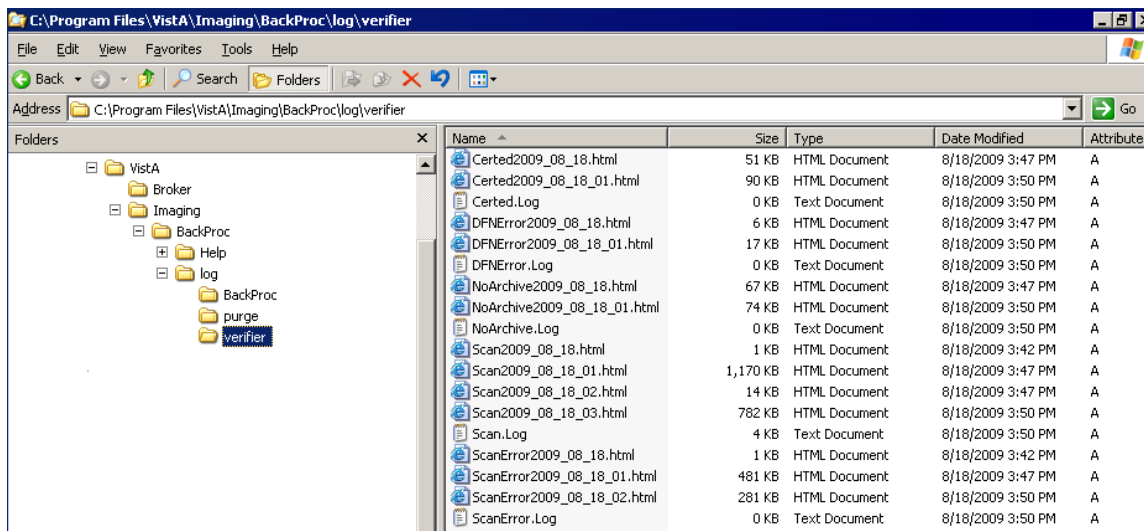 C:\Program Files\VistA\Imaging\BackProc\log\verifier
File Edit View Favorites Tools Help
Back Search Folders
Address C:\Program Files\VistA\Imaging\BackProc\log\verifier Go
Folders
VistA
Broker
Imaging
BackProc
Help
log
BackProc
purge
verifier
Name Size Type Date Modified Attribute
Certed2009_08_18.html 51 KB HTML Document 8/18/2009 3:47 PM A
Certed2009_08_18_01.html 90 KB HTML Document 8/18/2009 3:50 PM A
Certed.Log 0 KB Text Document 8/18/2009 3:50 PM A
DFNError2009_08_18.html 6 KB HTML Document 8/18/2009 3:47 PM A
DFNError2009_08_18_01.html 17 KB HTML Document 8/18/2009 3:50 PM A
DFNError.Log 0 KB Text Document 8/18/2009 3:50 PM A
NoArchive2009_08_18.html 67 KB HTML Document 8/18/2009 3:47 PM A
NoArchive2009_08_18_01.html 74 KB HTML Document 8/18/2009 3:50 PM A
NoArchive.Log 0 KB Text Document 8/18/2009 3:50 PM A
Scan2009_08_18.html 1 KB HTML Document 8/18/2009 3:42 PM A
Scan2009_08_18_01.html 1,170 KB HTML Document 8/18/2009 3:47 PM A
Scan2009_08_18_02.html 14 KB HTML Document 8/18/2009 3:47 PM A
Scan2009_08_18_03.html 782 KB HTML Document 8/18/2009 3:50 PM A
Scan.Log 4 KB Text Document 8/18/2009 3:50 PM A
ScanError2009_08_18.html 1 KB HTML Document 8/18/2009 3:42 PM A
ScanError2009_08_18_01.html 481 KB HTML Document 8/18/2009 3:47 PM A
ScanError2009_08_18_02.html 281 KB HTML Document 8/18/2009 3:50 PM A
ScanError.Log 0 KB Text Document 8/18/2009 3:50 PM A